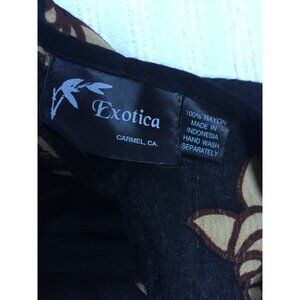 Exotica
CARMEL, CA.
100% RAYON
MADE IN
INDONESIA
HAND WASH
SEPARATELY